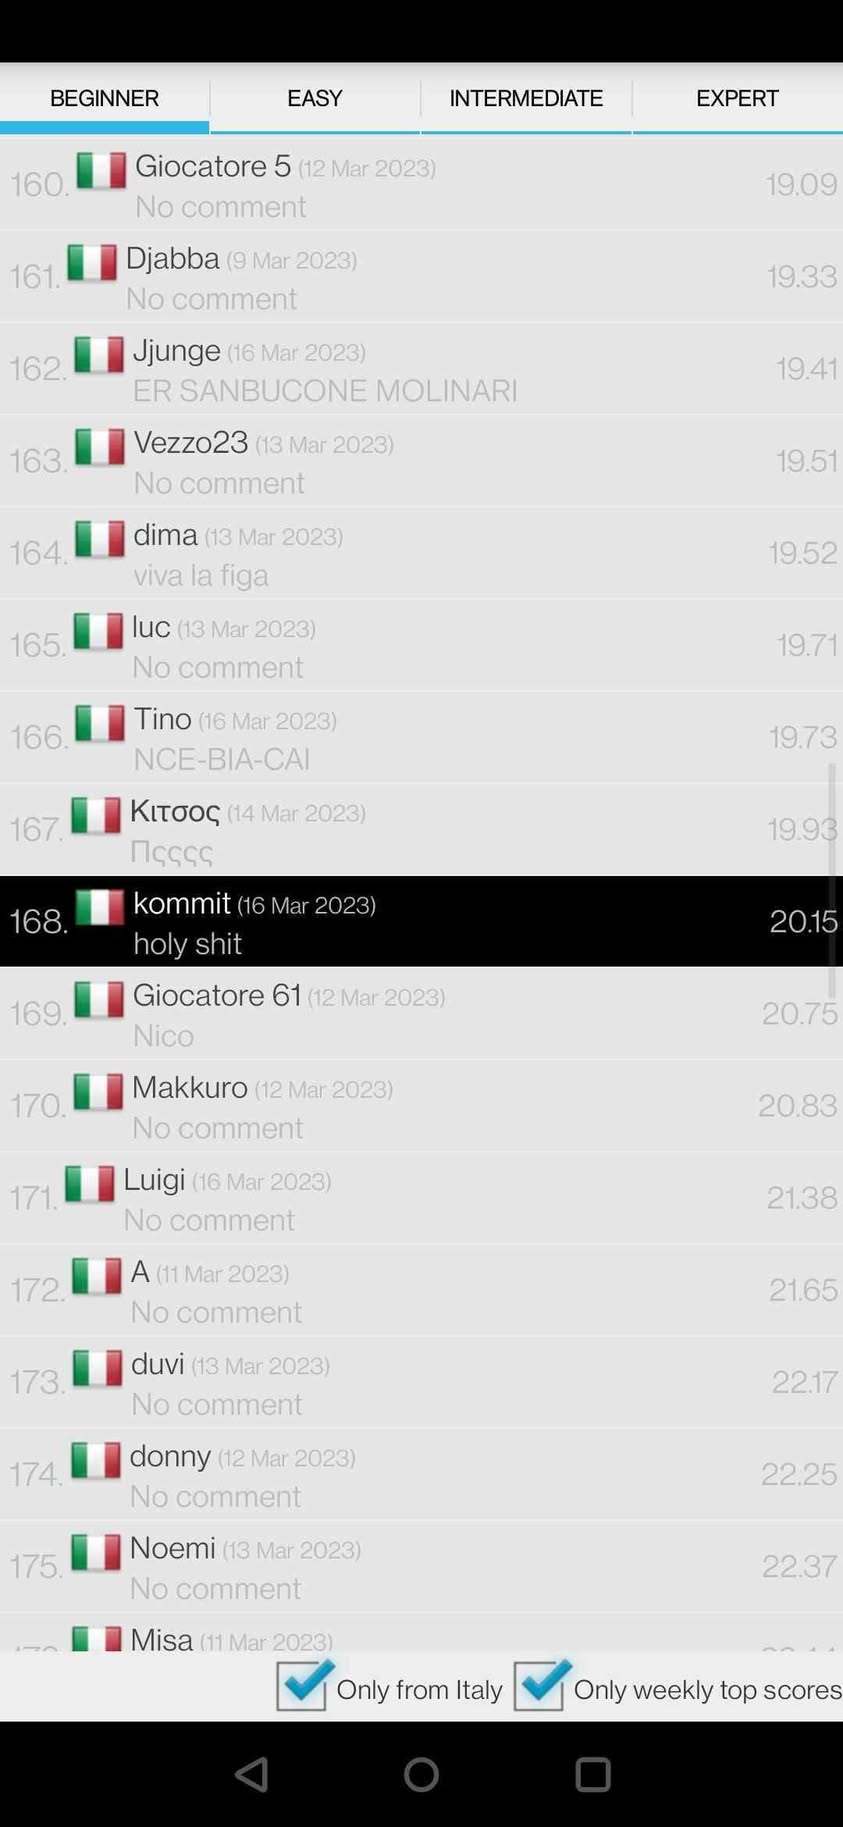 BEGINNER EASY INTERMEDIATE EXPERT
160. Giocatore 5 (12 Mar 2023) 19.09
No comment
161. Djabba (9 Mar 2023) 19.33
No comment
162. Jjunge (16 Mar 2023) 19.41
ER SANBUCONE MOLINARI
163. Vezzo23 (13 Mar 2023) 19.51
No comment
164. dima (13 Mar 2023) 19.52
viva la figa
165. luc (13 Mar 2023) 19.71
No comment
166. Tino (16 Mar 2023) 19.73
NCE-BIA-CAI
167. Κιτσος (14 Mar 2023) 19.93
Πςςςς
168. kommit (16 Mar 2023) 20.15
holy shit
169. Giocatore 61 (12 Mar 2023) 20.75
Nico
170. Makkuro (12 Mar 2023) 20.83
No comment
171. Luigi (16 Mar 2023) 21.38
No comment
172. A (11 Mar 2023) 21.65
No comment
173. duvi (13 Mar 2023) 22.17
No comment
174. donny (12 Mar 2023) 22.25
No comment
175. Noemi (13 Mar 2023) 22.37
No comment
Misa (11 Mar 2023)
Only from Italy Only weekly top scores